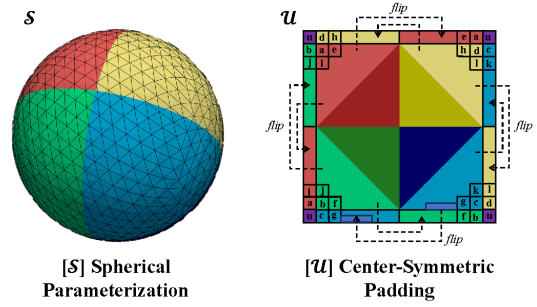 𝓢
𝓤
flip
u d h e a u
b a e h d c
j i l k
flip
flip
i j k l
a b f g c d
u c g f b u
flip
[𝓢] Spherical
Parameterization
[𝓤] Center-Symmetric
Padding